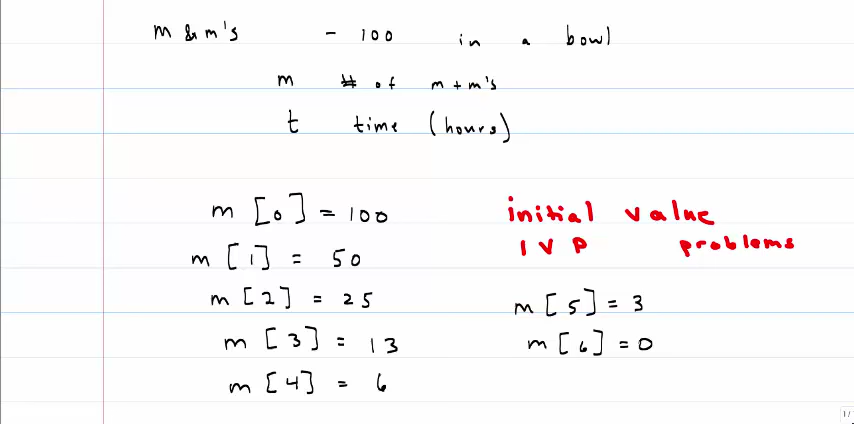 m & m's - 100 in a bowl
m # of m+m's
t time (hours)
m [0] = 100
m [1] = 50
m [2] = 25
m [3] = 13
m [4] = 6
initial value
IVP problems
m [5] = 3
m [6] = 0
1/